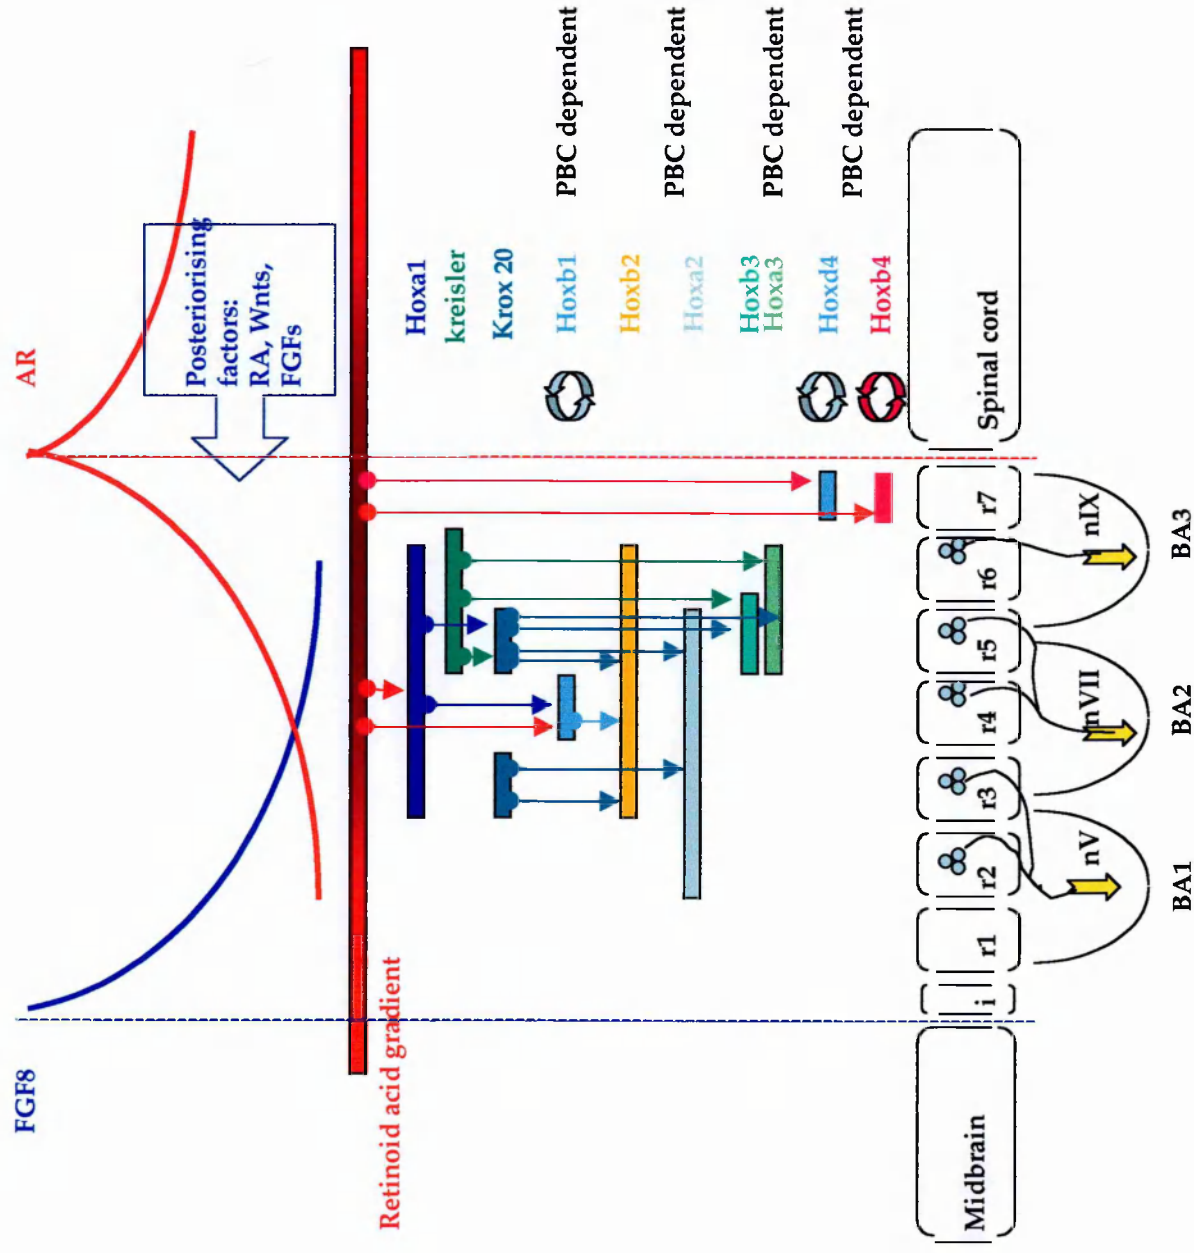 FGF8
AR
Posteriorising
factors:
RA, Wnts,
FGFs
Retinoid acid gradient
Hoxa1
kreisler
Krox 20
Hoxb1
PBC dependent
Hoxb2
Hoxa2
PBC dependent
Hoxb3
Hoxa3
PBC dependent
Hoxd4
PBC dependent
Hoxb4
Midbrain
i
r1
r2
r3
r4
r5
r6
r7
Spinal cord
nV
nVII
nIX
BA1
BA2
BA3